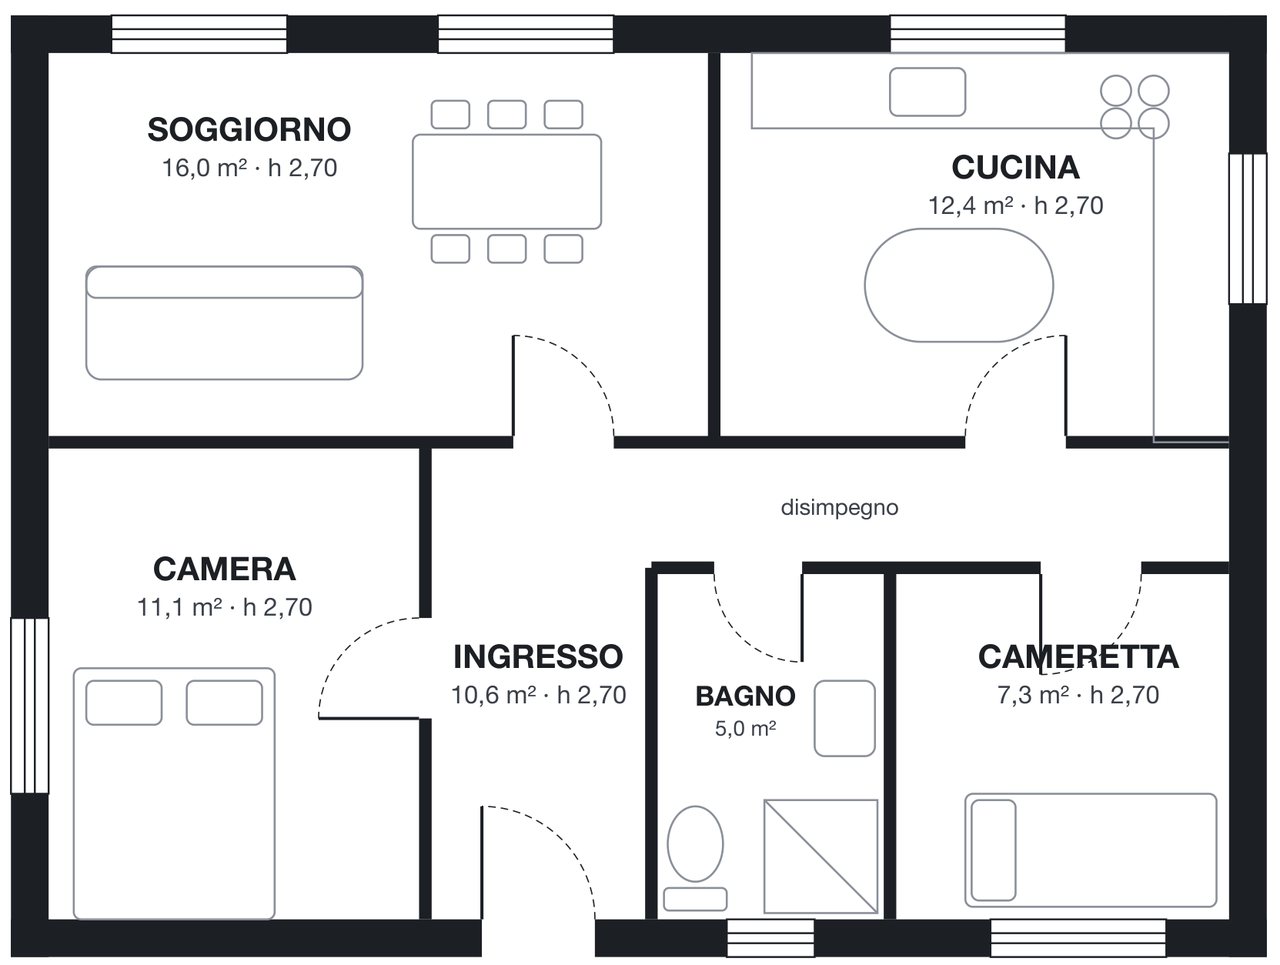 SOGGIORNO
16,0 m² · h 2,70
CUCINA
12,4 m² · h 2,70
disimpegno
CAMERA
11,1 m² · h 2,70
INGRESSO
10,6 m² · h 2,70
BAGNO
5,0 m²
CAMERETTA
7,3 m² · h 2,70